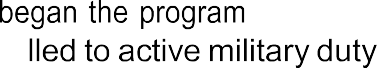 began the program
lled to active military duty